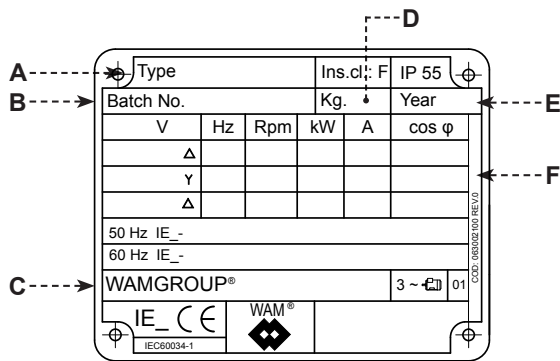 D
A Type Ins.cl.: F IP 55
B Batch No. Kg. Year E
V Hz Rpm kW A cos φ
Δ
Y
Δ
F
COD: 063002100 REV.0
50 Hz IE_-
60 Hz IE_-
C WAMGROUP® 3 ~ 01
IE_ CE WAM®
IEC60034-1